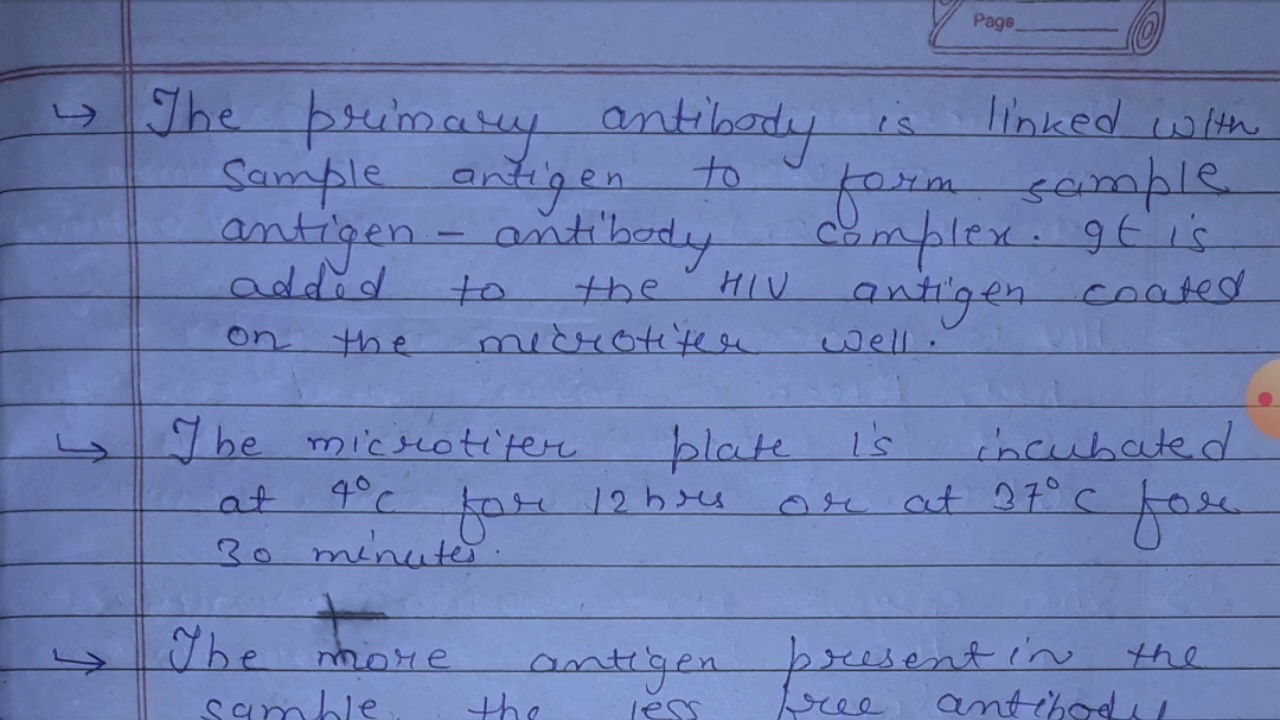 Page
↳ The primary antibody is linked with
sample antigen to form sample
antigen - antibody complex. It is
added to the HIV antigen coated
on the microtiter well.
↳ The microtiter plate is incubated
at 4°C for 12 hrs or at 37°C for
30 minutes.
↳ The more antigen present in the
sample, the less free antibody